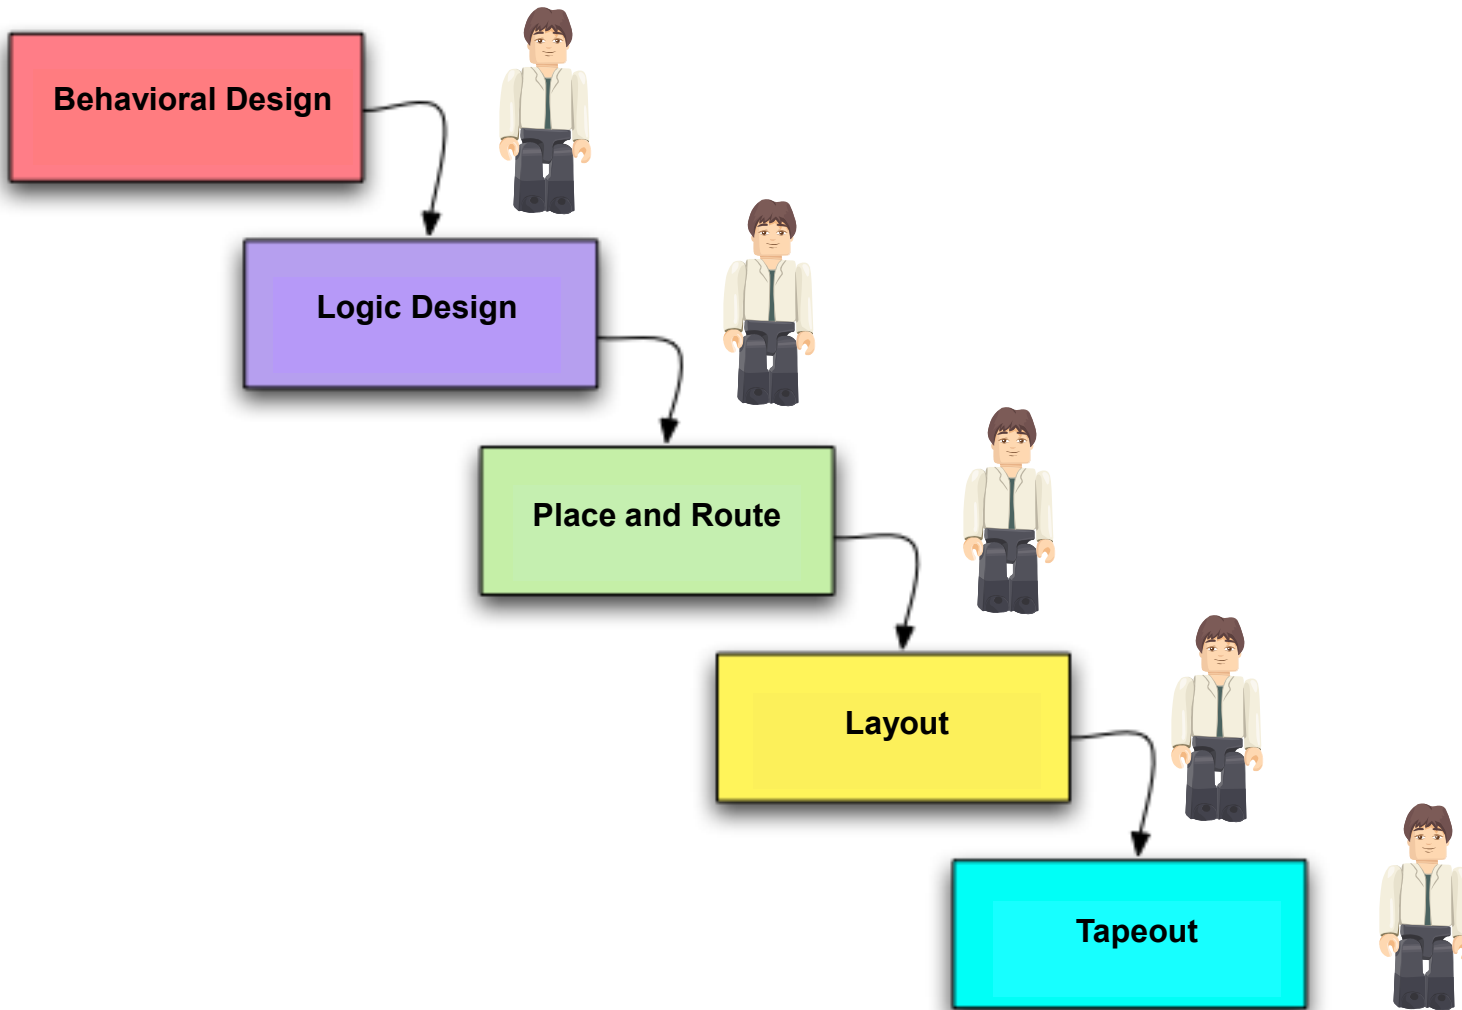 Behavioral Design
Logic Design
Place and Route
Layout
Tapeout